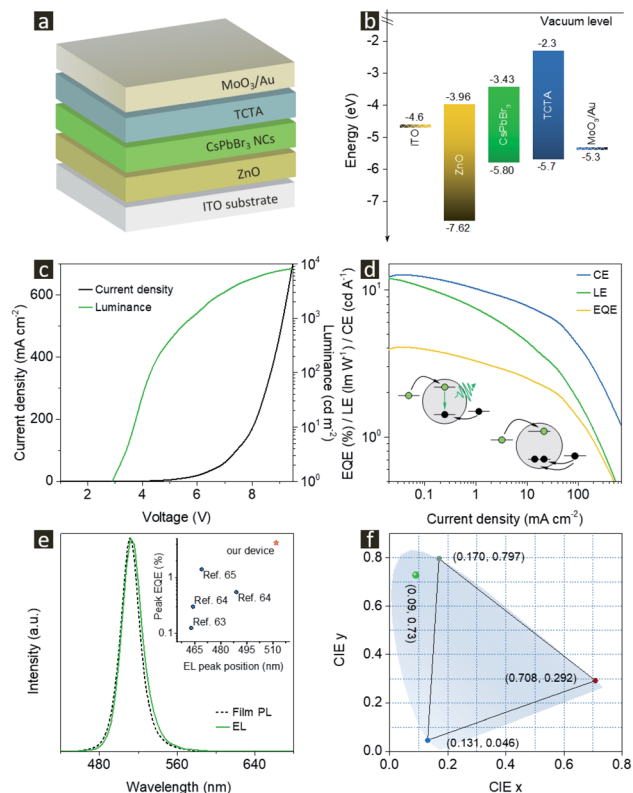 a
MoO3/Au
TCTA
CsPbBr3 NCs
ZnO
ITO substrate
b
Vacuum level
-2
-3
-4
-5
-6
-7
Energy (eV)
-4.6
ITO
-3.96
ZnO
-7.62
-3.43
CsPbBr3
-5.80
-2.3
TCTA
-5.7
MoO3/Au
-5.3
c
Current density
Luminance
Current density (mA cm-2)
600
400
200
0
2
4
6
8
Voltage (V)
10^4
10^3
10^2
10^1
10^0
Luminance (cd m-2)
d
CE
LE
EQE
EQE (%) / LE (lm W-1) / CE (cd A-1)
10^1
10^0
0.1
1
10
100
Current density (mA cm-2)
e
Intensity (a.u.)
Peak EQE (%)
1
0.1
our device
Ref. 65
Ref. 64
Ref. 64
Ref. 63
465
480
495
510
EL peak position (nm)
Film PL
EL
480
560
640
Wavelength (nm)
f
CIE y
0.8
0.6
0.4
0.2
0.0
(0.170, 0.797)
(0.09, 0.73)
(0.708, 0.292)
(0.131, 0.046)
0.0
0.2
0.4
0.6
0.8
CIE x